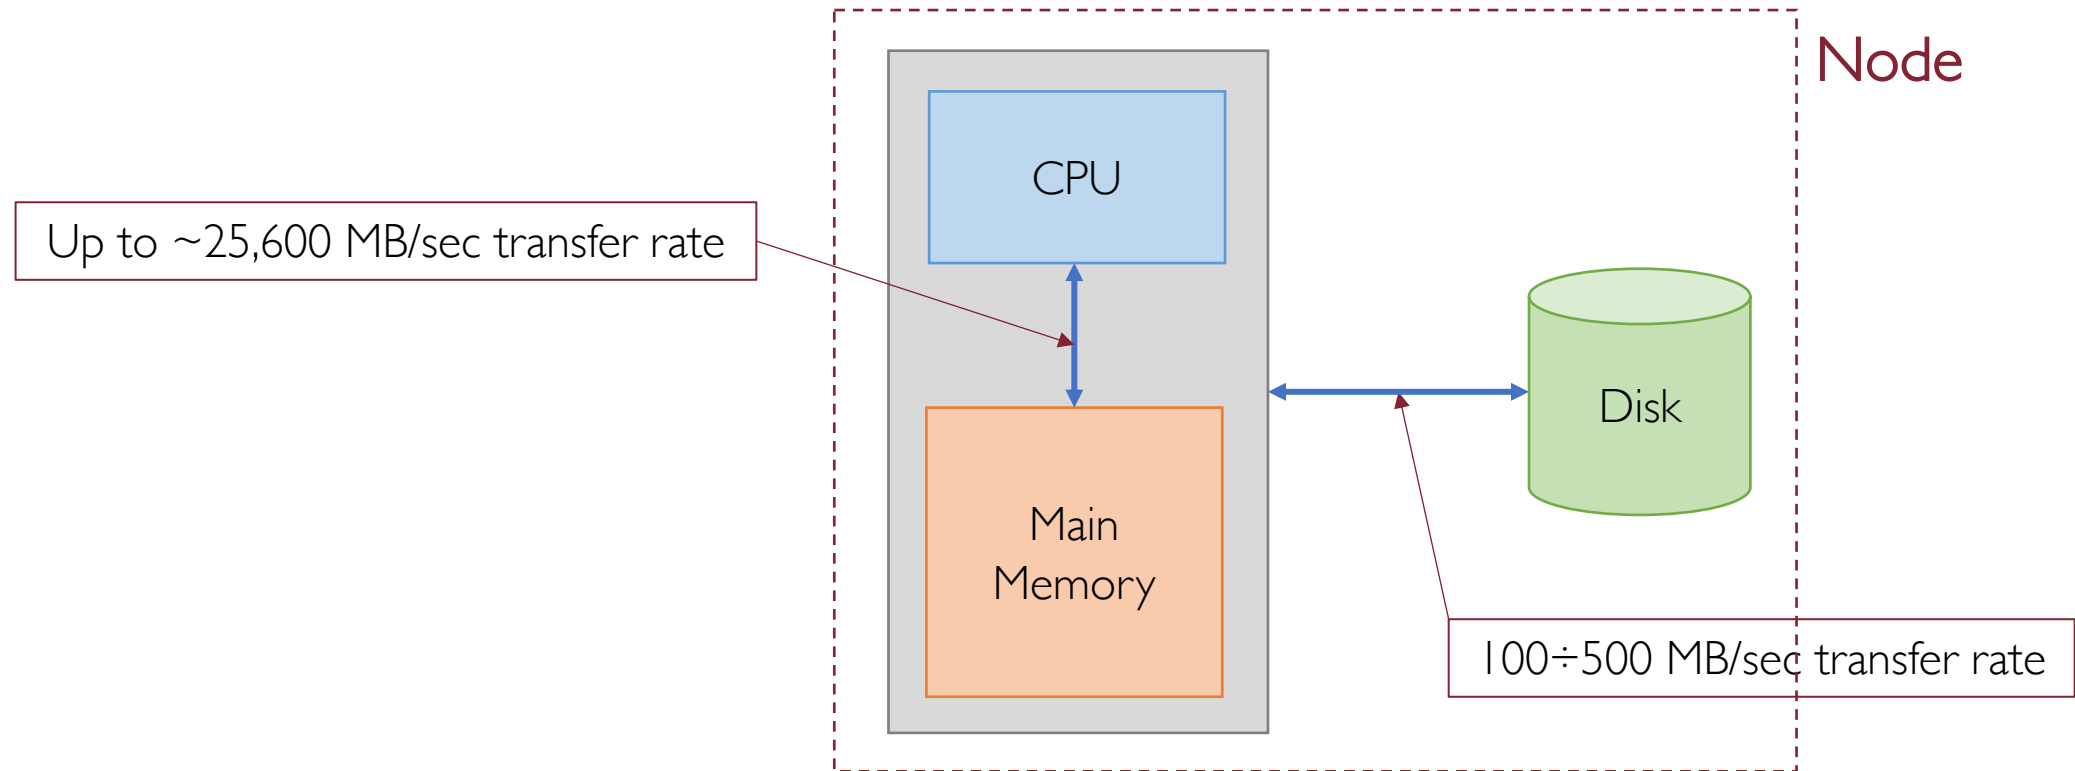 Node
CPU
Up to ~25,600 MB/sec transfer rate
Disk
Main
Memory
100÷500 MB/sec transfer rate